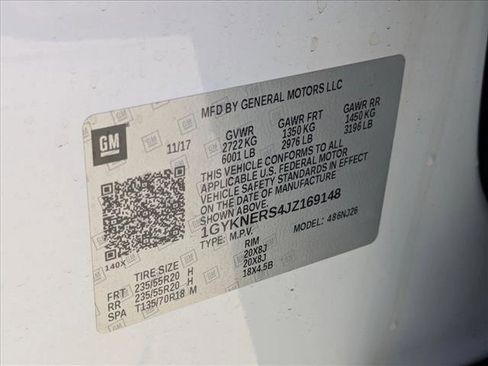 MFD BY GENERAL MOTORS LLC
GM
11/17
GVWR GAWR FRT GAWR RR
2722 KG 1350 KG 1450 KG
6001 LB 2976 LB 3196 LB
THIS VEHICLE CONFORMS TO ALL
APPLICABLE U.S. FEDERAL MOTOR
VEHICLE SAFETY STANDARDS IN EFFECT
ON THE DATE OF MANUFACTURE
SHOWN ABOVE.
1GYKNERS4JZ169148
TYPE: M.P.V. 486NJ26
140X
TIRE SIZE RIM
FRT 235/55R20 H 20X8J
RR 235/55R20 H 20X8J
SPA T135/70R18 M 18X4.5B